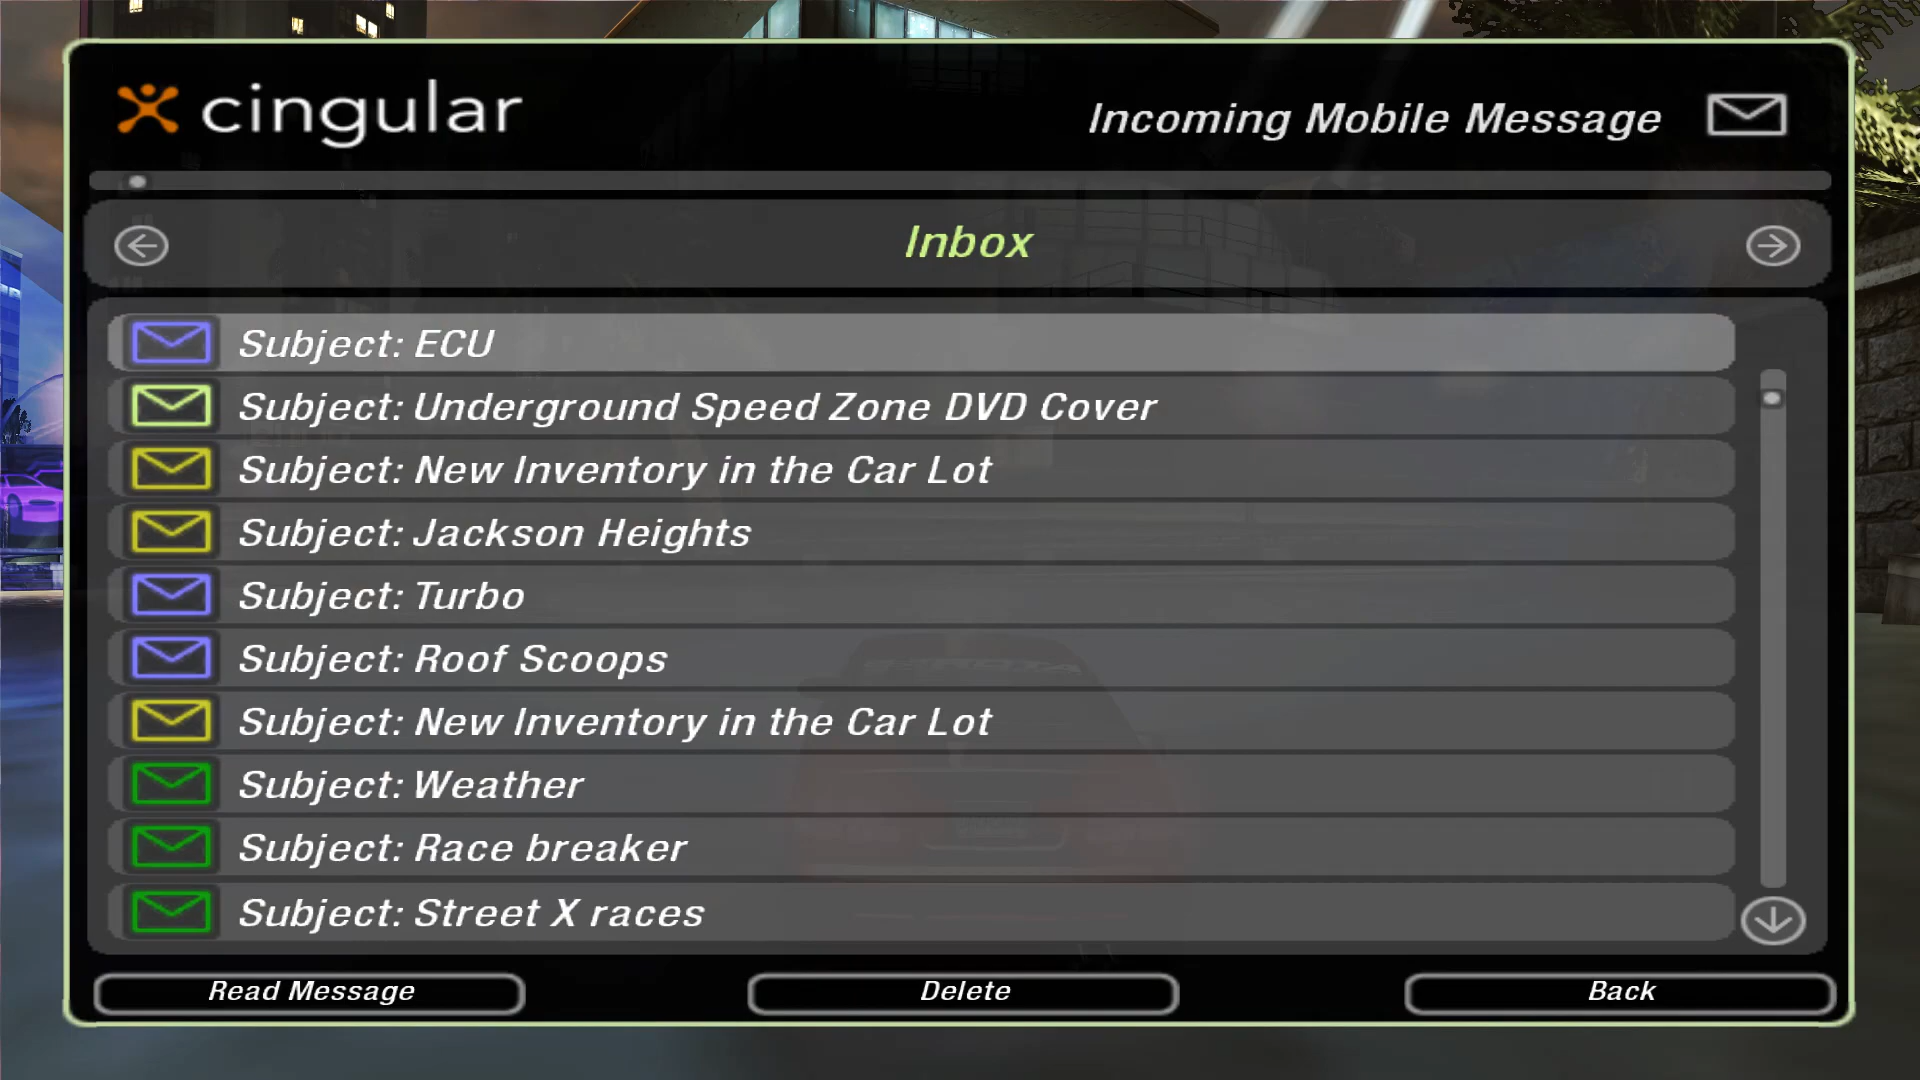 cingular
Incoming Mobile Message
Inbox
Subject: ECU
Subject: Underground Speed Zone DVD Cover
Subject: New Inventory in the Car Lot
Subject: Jackson Heights
Subject: Turbo
Subject: Roof Scoops
Subject: New Inventory in the Car Lot
Subject: Weather
Subject: Race breaker
Subject: Street X races
Read Message
Delete
Back